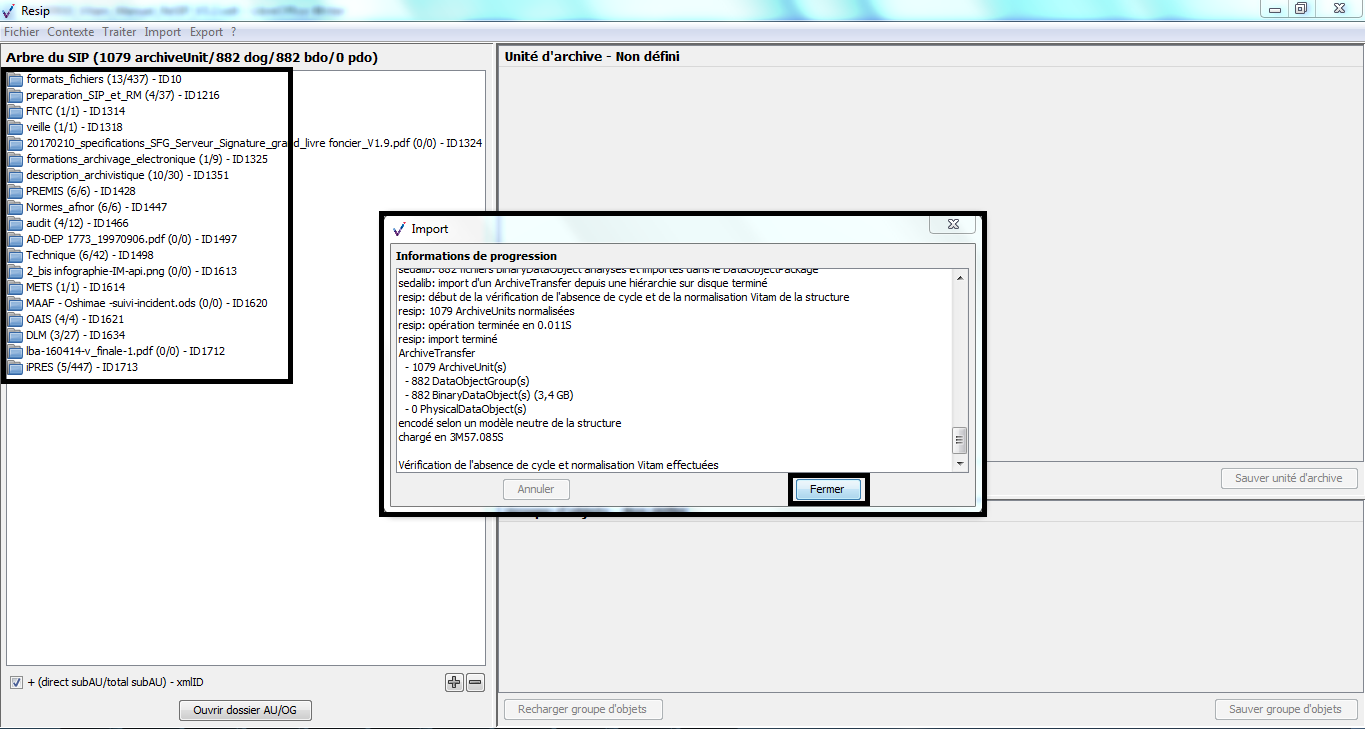 Resip
Fichier Contexte Traiter Import Export ?
Arbre du SIP (1079 archiveUnit/882 dog/882 bdo/0 pdo)
formats_fichiers (13/437) - ID10
preparation_SIP_et_RM (4/37) - ID1216
FNTC (1/1) - ID1314
veille (1/1) - ID1318
20170210_specifications_SFG_Serveur_Signature_gra d_livre foncier_V1.9.pdf (0/0) - ID1324
formations_archivage_electronique (1/9) - ID1325
description_archivistique (10/30) - ID1351
PREMIS (6/6) - ID1428
Normes_afnor (6/6) - ID1447
audit (4/12) - ID1466
AD-DEP 1773_19970906.pdf (0/0) - ID1497
Technique (6/42) - ID1498
2_bis infographie-IM-api.png (0/0) - ID1613
METS (1/1) - ID1614
MAAF - Oshimae -suivi-incident.ods (0/0) - ID1620
OAIS (4/4) - ID1621
DLM (3/27) - ID1634
lba-160414-v_finale-1.pdf (0/0) - ID1712
iPRES (5/447) - ID1713
+ (direct subAU/total subAU) - xmlID
Ouvrir dossier AU/OG
Unité d'archive - Non défini
Sauver unité d'archive
Import
Informations de progression
sedalib: 882 fichiers BinaryDataObject analysés et importés dans le DataObjectPackage
sedalib: import d'un ArchiveTransfer depuis une hiérarchie sur disque terminé
resip: début de la vérification de l'absence de cycle et de la normalisation Vitam de la structure
resip: 1079 ArchiveUnits normalisées
resip: opération terminée en 0.011S
resip: import terminé
ArchiveTransfer
- 1079 ArchiveUnit(s)
- 882 DataObjectGroup(s)
- 882 BinaryDataObject(s) (3,4 GB)
- 0 PhysicalDataObject(s)
encodé selon un modèle neutre de la structure
chargé en 3M57.085S
Vérification de l'absence de cycle et normalisation Vitam effectuées
Annuler
Fermer
Recharger groupe d'objets
Sauver groupe d'objets